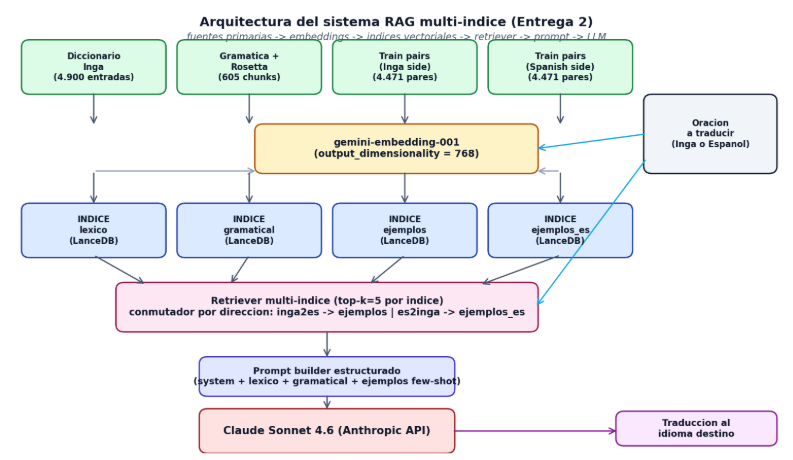 Arquitectura del sistema RAG multi-indice (Entrega 2)
fuentes primarias -> embeddings -> indices vectoriales -> retriever -> prompt -> LLM
Diccionario
Inga
(4.900 entradas)
Gramatica +
Rosetta
(605 chunks)
Train pairs
(Inga side)
(4.471 pares)
Train pairs
(Spanish side)
(4.471 pares)
Oracion
a traducir
(Inga o Espanol)
gemini-embedding-001
(output_dimensionality = 768)
INDICE
lexico
(LanceDB)
INDICE
gramatical
(LanceDB)
INDICE
ejemplos
(LanceDB)
INDICE
ejemplos_es
(LanceDB)
Retriever multi-indice (top-k=5 por indice)
conmutador por direccion: inga2es -> ejemplos | es2inga -> ejemplos_es
Prompt builder estructurado
(system + lexico + gramatical + ejemplos few-shot)
Claude Sonnet 4.6 (Anthropic API)
Traduccion al
idioma destino